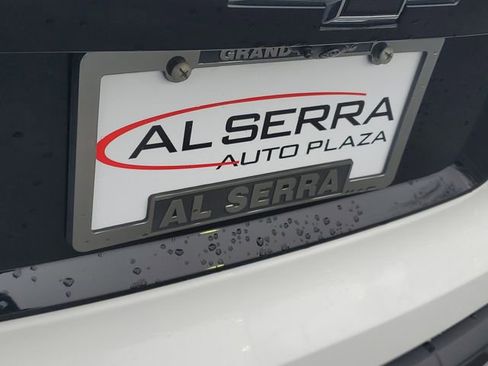 GRAND
AL SERRA
AUTO PLAZA
AL SERRA